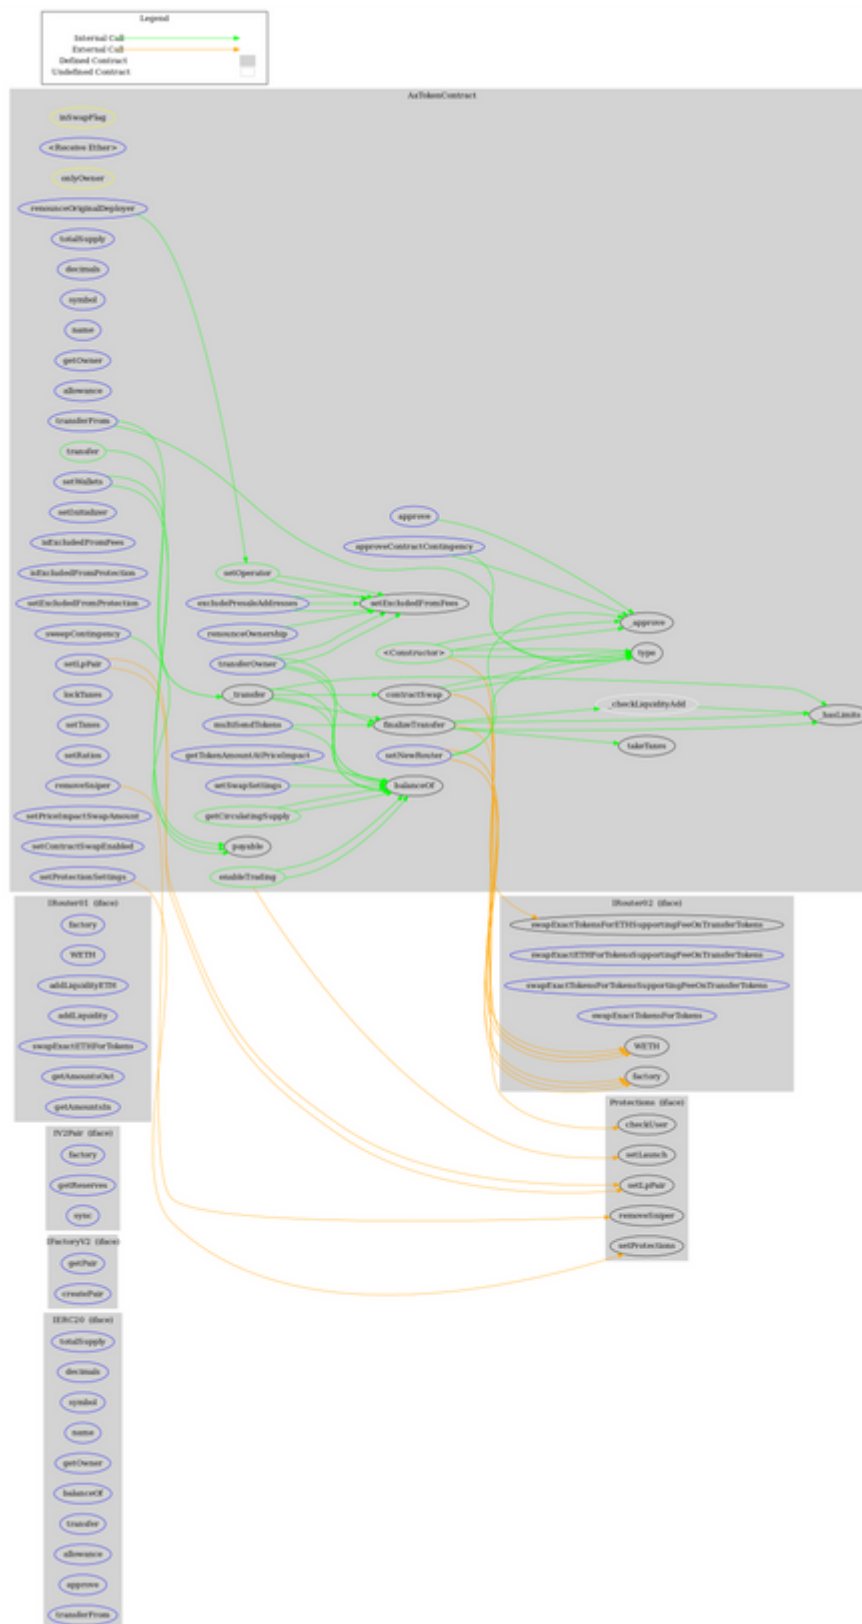 Legend
Internal Call
External Call
Defined Contract
Undefined Contract
AaTokenContract
inSwapFlag
<Receive Ether>
onlyOwner
renounceOriginalDeployer
totalSupply
decimals
symbol
name
getOwner
allowance
transferFrom
transfer
setWallets
setInitializer
isExcludedFromFees
isExcludedFromProtection
setExcludedFromProtection
sweepContingency
setLpPair
lockTaxes
setTaxes
setRatios
removeSniper
setPriceImpactSwapAmount
setContractSwapEnabled
setProtectionSettings
setOperator
excludePresaleAddresses
renounceOwnership
transferOwner
_transfer
multiSendTokens
getTokenAmountAtPriceImpact
setSwapSettings
getCirculatingSupply
payable
enableTrading
approve
approveContractContingency
setExcludedFromFees
<Constructor>
contractSwap
finalizeTransfer
setNewRouter
balanceOf
_approve
type
_checkLiquidityAdd
takeTaxes
_hasLimits
IRouter01 (iface)
factory
WETH
addLiquidityETH
addLiquidity
swapExactETHForTokens
getAmountsOut
getAmountsIn
IRouter02 (iface)
swapExactTokensForETHSupportingFeeOnTransferTokens
swapExactETHForTokensSupportingFeeOnTransferTokens
swapExactTokensForTokensSupportingFeeOnTransferTokens
swapExactTokensForTokens
WETH
factory
Protections (iface)
checkUser
setLaunch
setLpPair
removeSniper
setProtections
IV2Pair (iface)
factory
getReserves
sync
IFactoryV2 (iface)
getPair
createPair
IERC20 (iface)
totalSupply
decimals
symbol
name
getOwner
balanceOf
transfer
allowance
approve
transferFrom